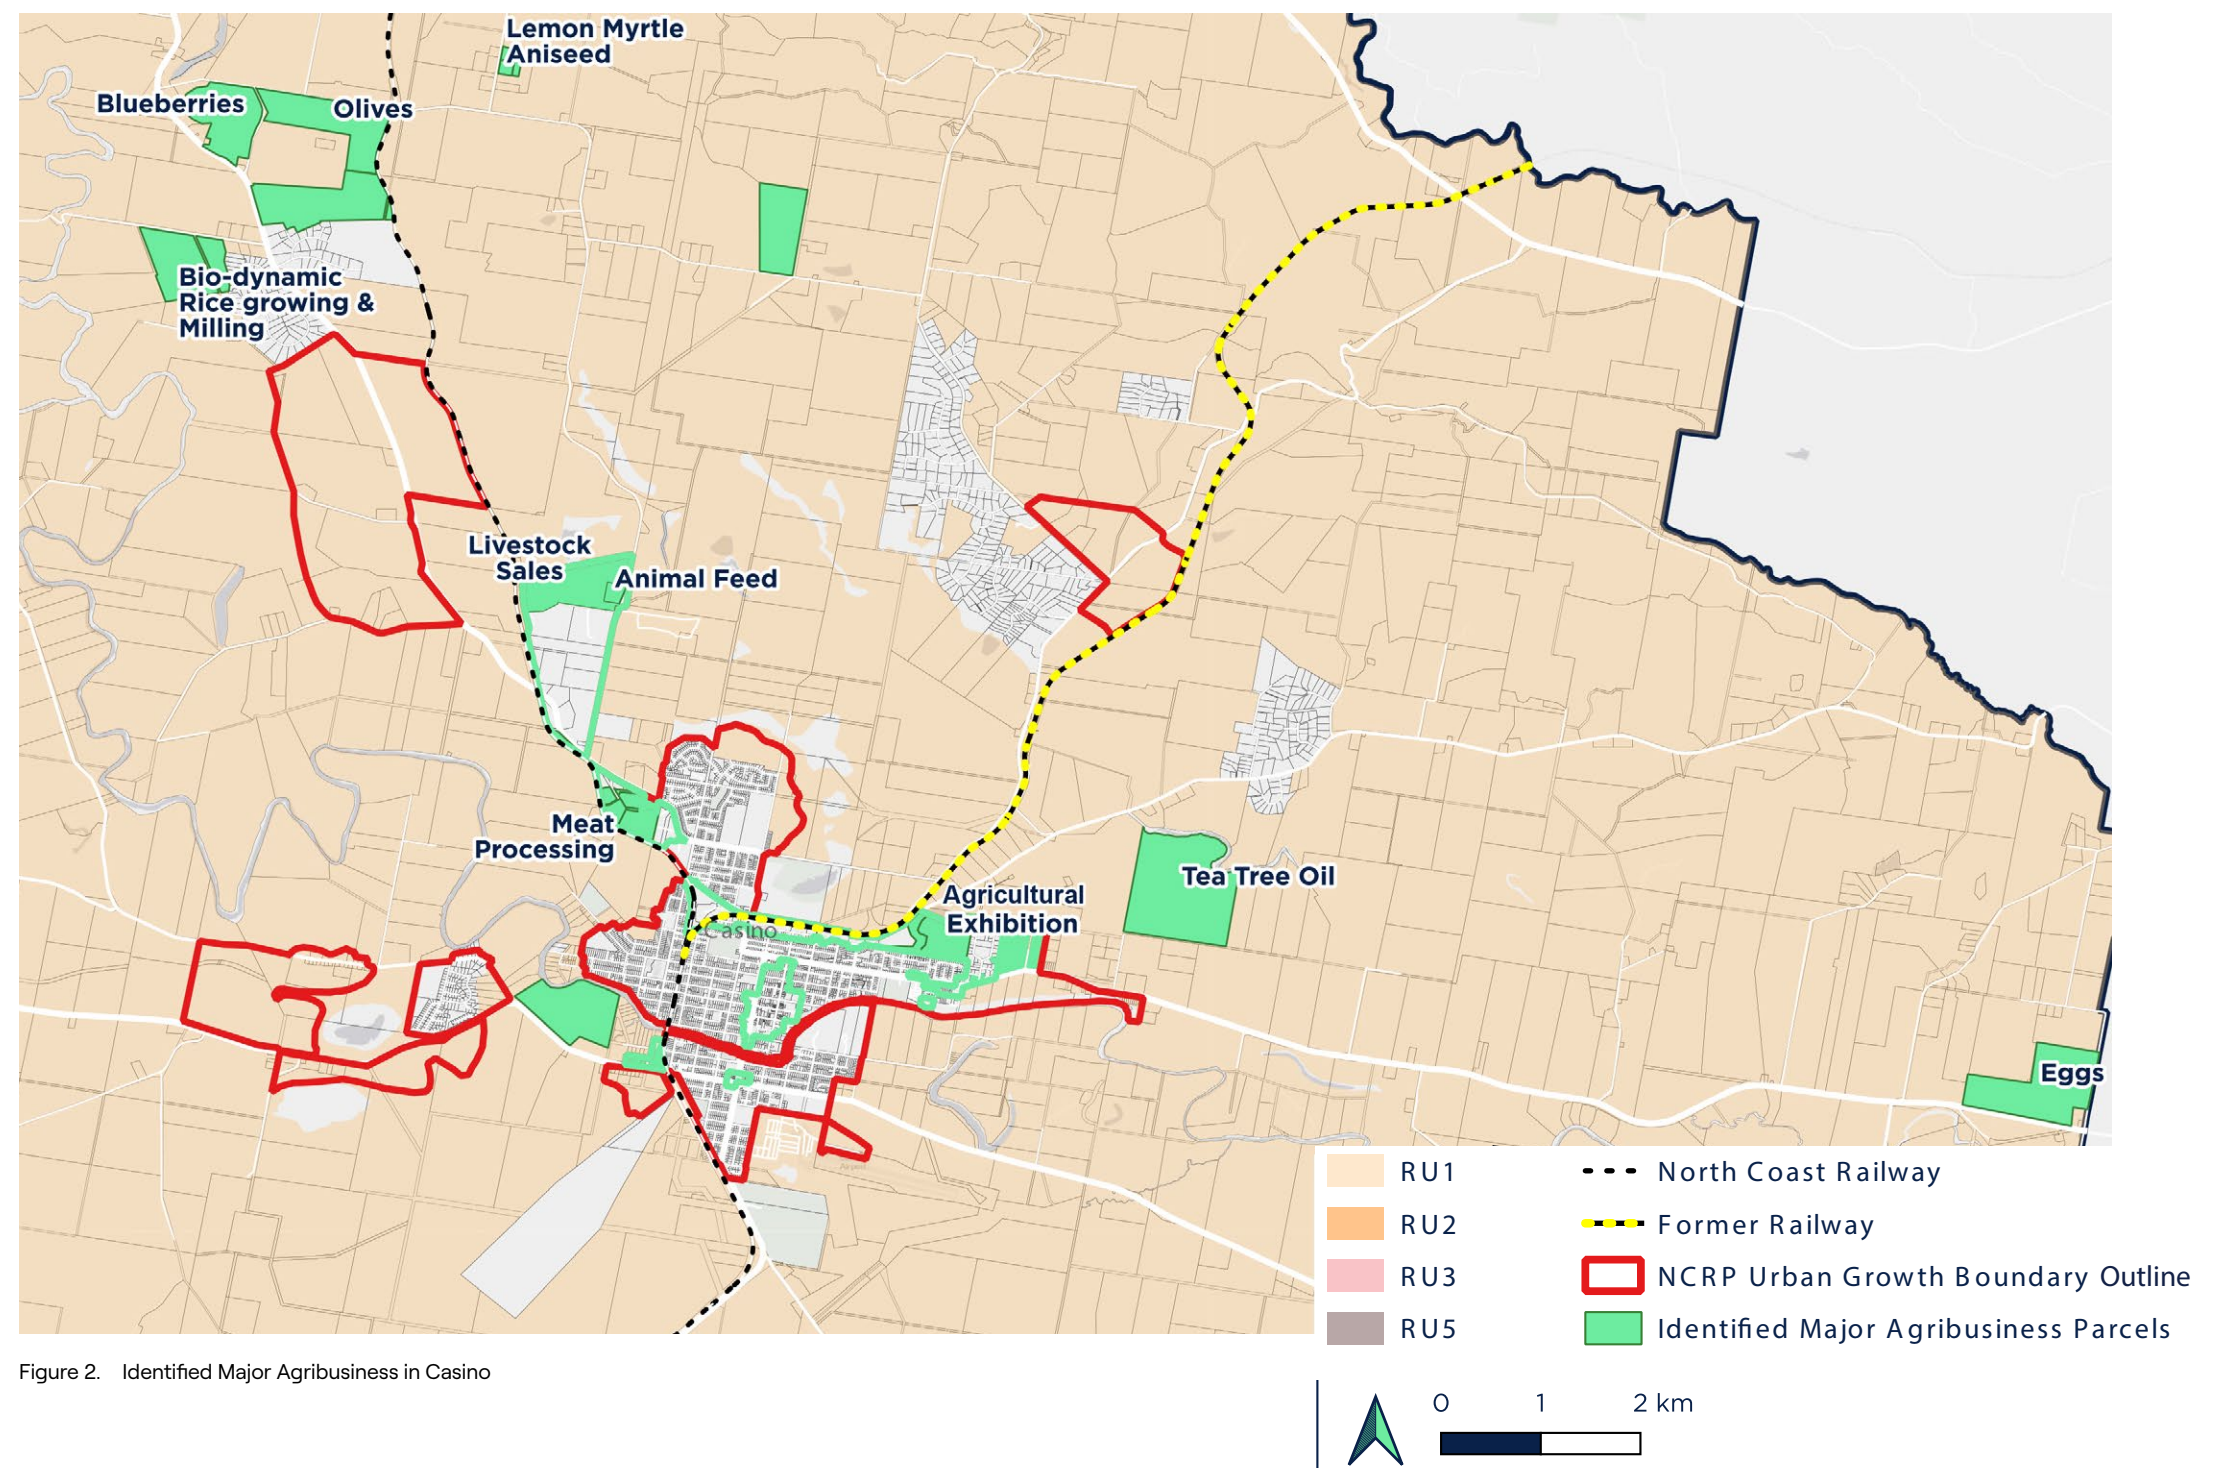 Lemon Myrtle
Aniseed
Blueberries
Olives
Bio-dynamic
Rice growing &
Milling
Livestock
Sales
Animal Feed
Meat
Processing
Tea Tree Oil
Agricultural
Exhibition
Casino
Eggs
Airport
RU1
RU2
RU3
RU5
North Coast Railway
Former Railway
NCRP Urban Growth Boundary Outline
Identified Major Agribusiness Parcels
Figure 2. Identified Major Agribusiness in Casino
0 1 2 km